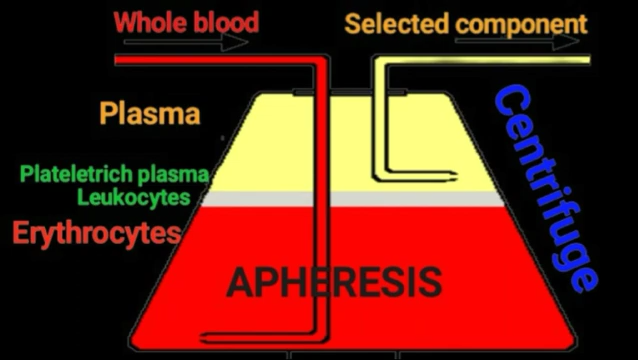 Whole blood
Selected component
Plasma
Centrifuge
Plateletrich plasma
Leukocytes
Erythrocytes
APHERESIS